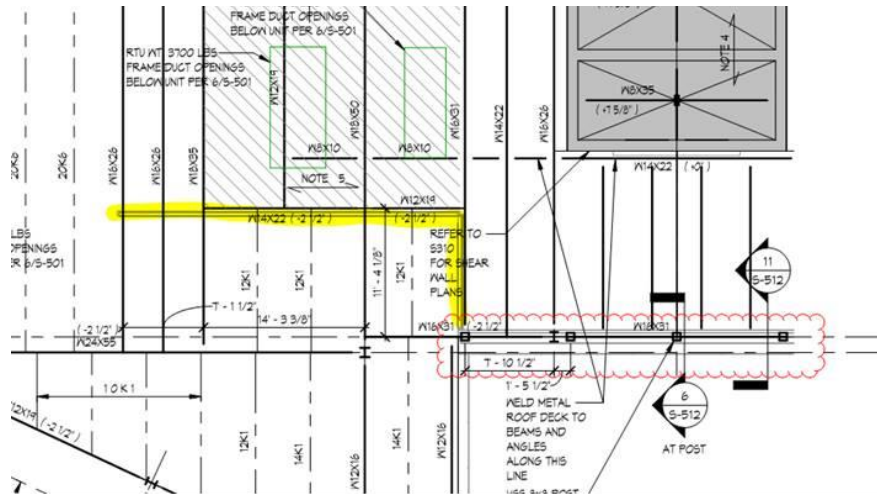 FRAME DUCT OPENINGS
BELOW UNIT PER 6/S-501
RTU WT 3700 LBS
FRAME DUCT OPENINGS
BELOW UNIT PER 6/S-501
W12X19
W18X50
W16X31
W14X22
W16X26
NOTE 4
W8X35
(+7 5/8")
20K6
20K6
W16X26
W16X26
W18X35
W8X10
W8X10
NOTE 5
W12X19
W14X22 (+0")
W14X22 (-2 1/2")
(-2 1/2")
LBS
OPENINGS
ER 6/S-501
REFER TO
S310
FOR SHEAR
WALL
PLANS
11
S-512
12K1
12K1
11' - 4 1/8"
12K1
7' - 1 1/2"
14' - 3 3/8"
(-2 1/2")
W24X55
W16X31
(-2 1/2"
W18X31
10K1
7' - 10 1/2"
1' - 5 1/2"
W12X19 (-2 1/2")
12K1
14K1
W12X16
14K1
W12X16
WELD METAL
ROOF DECK TO
BEAMS AND
ANGLES
ALONG THIS
LINE
6
S-512
AT POST